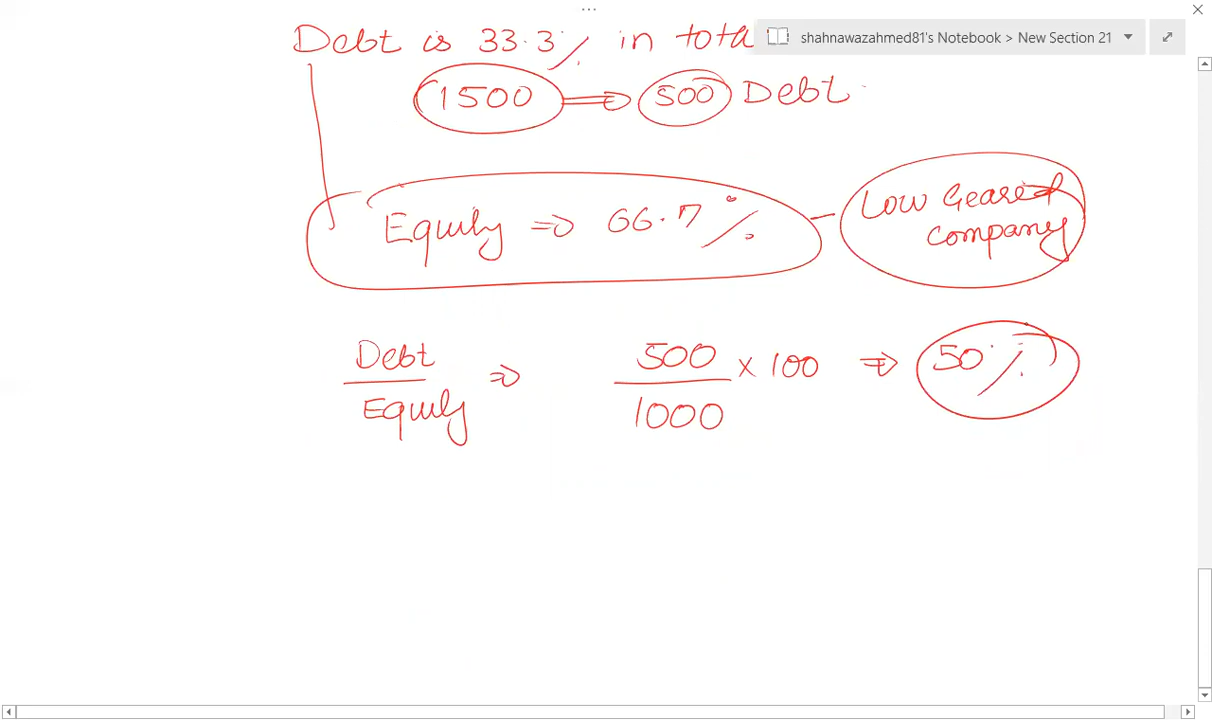 Debt is 33.3% in tota
shahnawazahmed81's Notebook > New Section 21
1500 ⇒ 500 Debt
Equity ⇒ 66.7%
Low Geared
company
Debt / Equity ⇒ 500 / 1000 × 100 ⇒ 50%